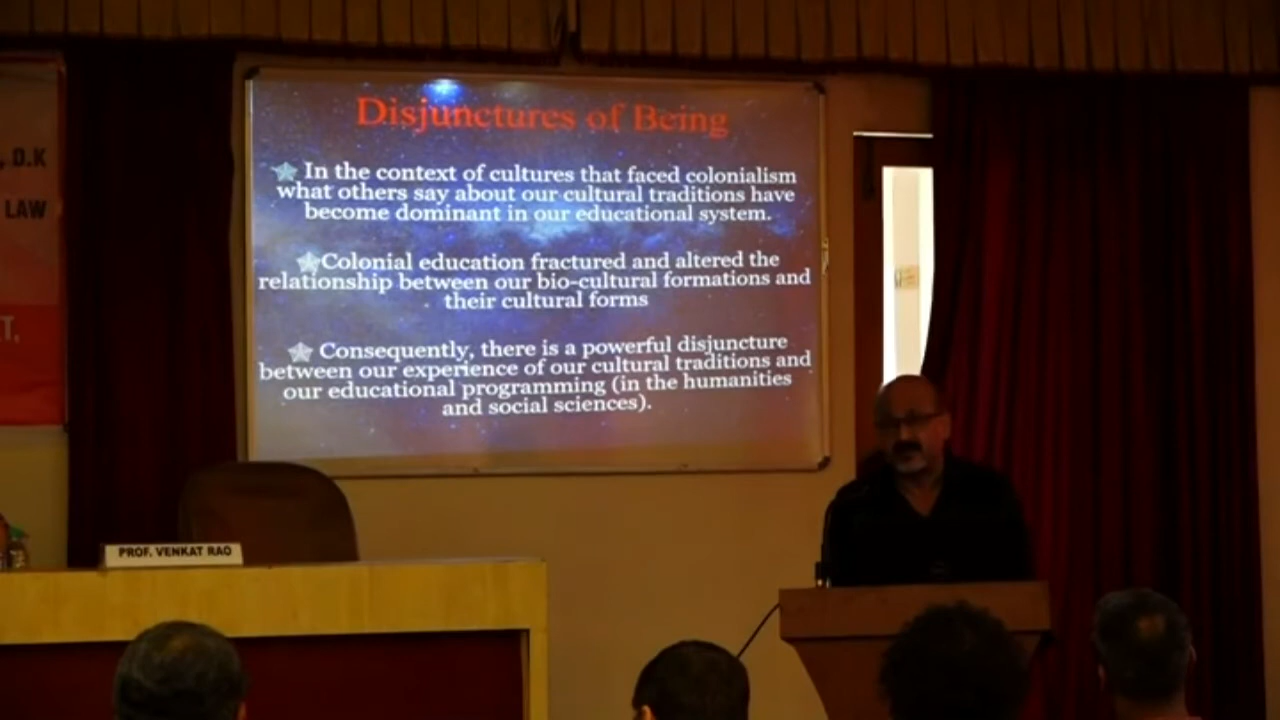 , D.K
LAW
T,
Disjunctures of Being
In the context of cultures that faced colonialism
what others say about our cultural traditions have
become dominant in our educational system.
Colonial education fractured and altered the
relationship between our bio-cultural formations and
their cultural forms
Consequently, there is a powerful disjuncture
between our experience of our cultural traditions and
our educational programming (in the humanities
and social sciences).
PROF. VENKAT RAO